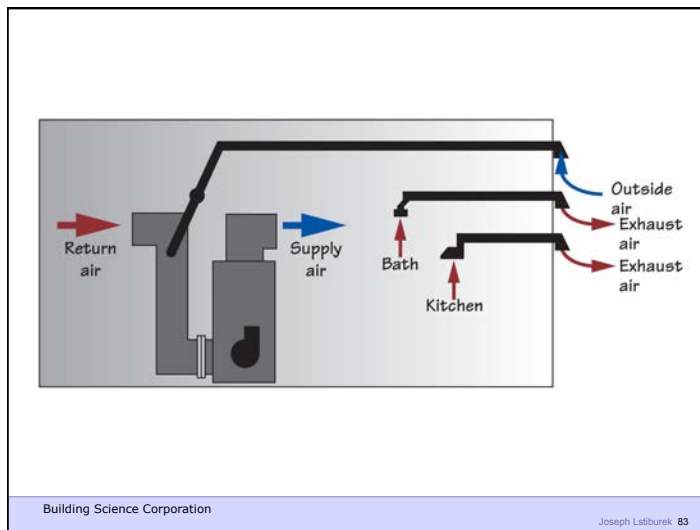 Outside
air
Exhaust
air
Return
air
Supply
air
Bath
Exhaust
air
Kitchen
Building Science Corporation
Joseph Lstiburek 83